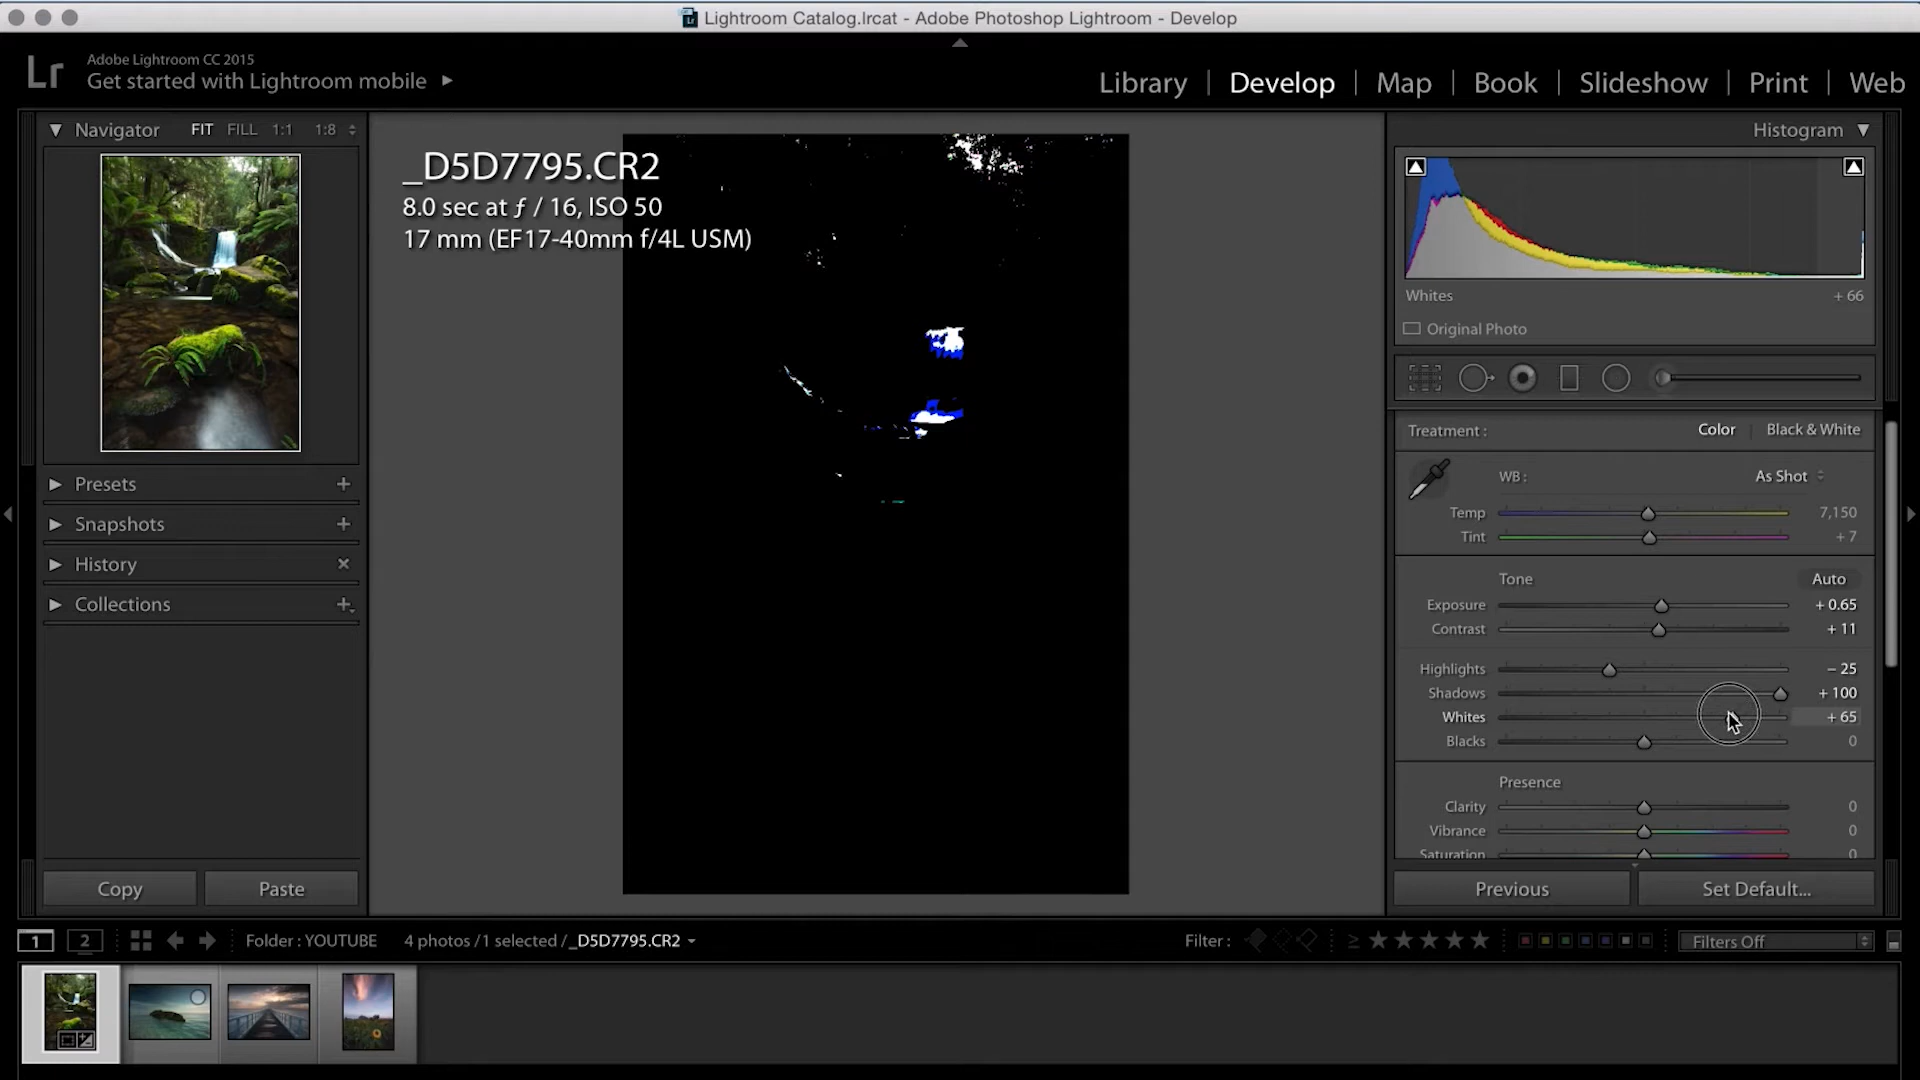 Lightroom Catalog.lrcat - Adobe Photoshop Lightroom - Develop
Lr
Adobe Lightroom CC 2015
Get started with Lightroom mobile
Library | Develop | Map | Book | Slideshow | Print | Web
Navigator FIT FILL 1:1 1:8
Histogram
_D5D7795.CR2
8.0 sec at ƒ / 16, ISO 50
17 mm (EF17-40mm f/4L USM)
Whites + 66
Original Photo
Treatment : Color Black & White
WB : As Shot
Temp 7,150
Tint + 7
Tone Auto
Exposure + 0.65
Contrast + 11
Highlights − 25
Shadows + 100
Whites + 65
Blacks 0
Presence
Clarity 0
Vibrance 0
Saturation 0
Presets +
Snapshots +
History ×
Collections +
Copy Paste
Previous Set Default...
1 2 Folder : YOUTUBE 4 photos /1 selected /_D5D7795.CR2 Filter : ≥ ★★★★★ Filters Off